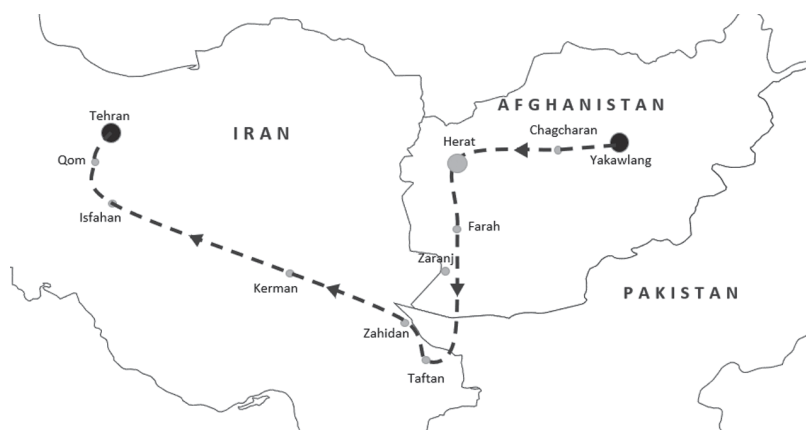 Tehran
IRAN
AFGHANISTAN
Herat
Chagcharan
Qom
Yakawlang
Isfahan
Farah
Zaranj
Kerman
PAKISTAN
Zahidan
Taftan